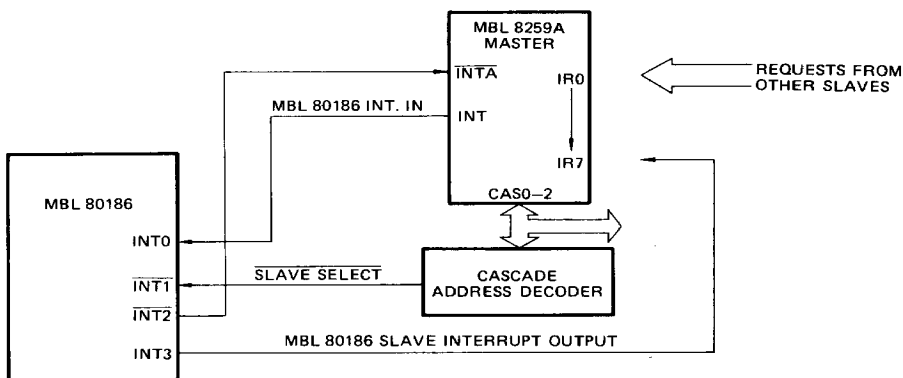 MBL 8259A
MASTER
INTA
IR0
REQUESTS FROM
OTHER SLAVES
MBL 80186 INT. IN
INT
IR7
CAS0–2
MBL 80186
INT0
SLAVE SELECT
CASCADE
ADDRESS DECODER
INT1
INT2
MBL 80186 SLAVE INTERRUPT OUTPUT
INT3